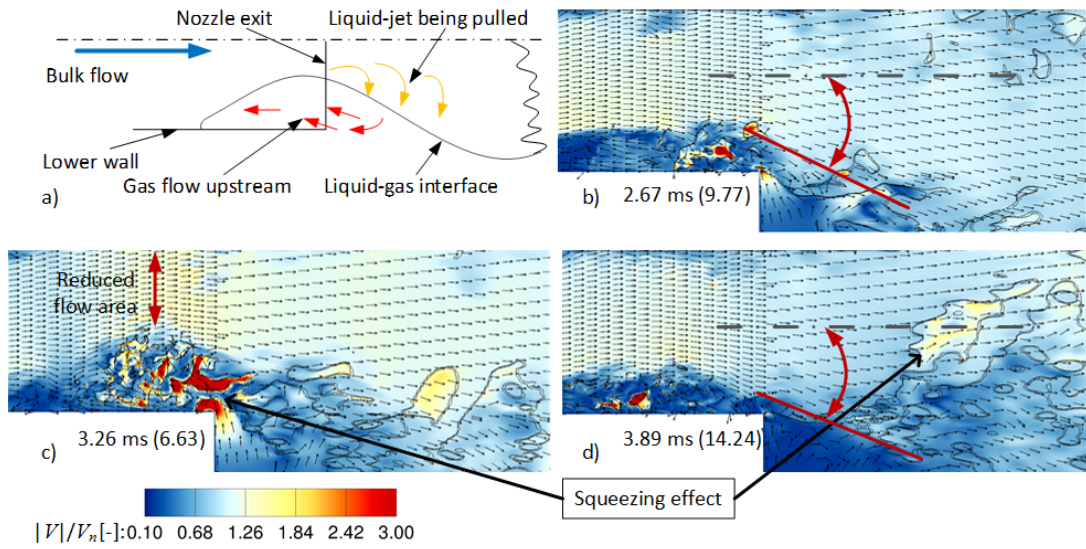 Nozzle exit
Liquid-jet being pulled
Bulk flow
Lower wall
Gas flow upstream
Liquid-gas interface
a)
2.67 ms (9.77)
b)
Reduced
flow area
3.26 ms (6.63)
c)
3.89 ms (14.24)
d)
Squeezing effect
|V|/Vn[-]: 0.10 0.68 1.26 1.84 2.42 3.00